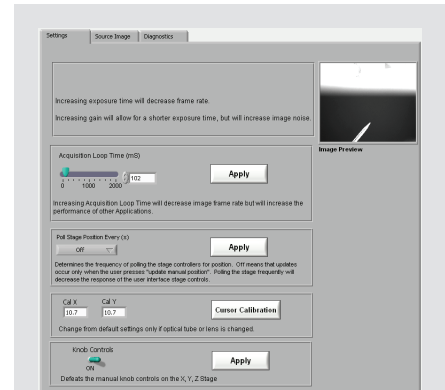 Settings
Source Image
Diagnostics
Increasing exposure time will decrease frame rate.
Increasing gain will allow for a shorter exposure time, but will increase image noise.
Image Preview
Acquisition Loop Time (mS)
0 1000 2000
102
Apply
Increasing Acquisition Loop Time will decrease image frame rate but will increase the
performance of other Applications.
Poll Stage Position Every (s)
Off
Apply
Determines the frequency of polling the stage controllers for position. Off means that updates
occur only when the user presses "update manual position". Polling the stage frequently will
decrease the response of the user interface stage controls.
Cal X Cal Y
10.7 10.7
Cursor Calibration
Change from default settings only if optical tube or lens is changed.
Knob Controls
ON
Apply
Defeats the manual knob controls on the X, Y, Z Stage